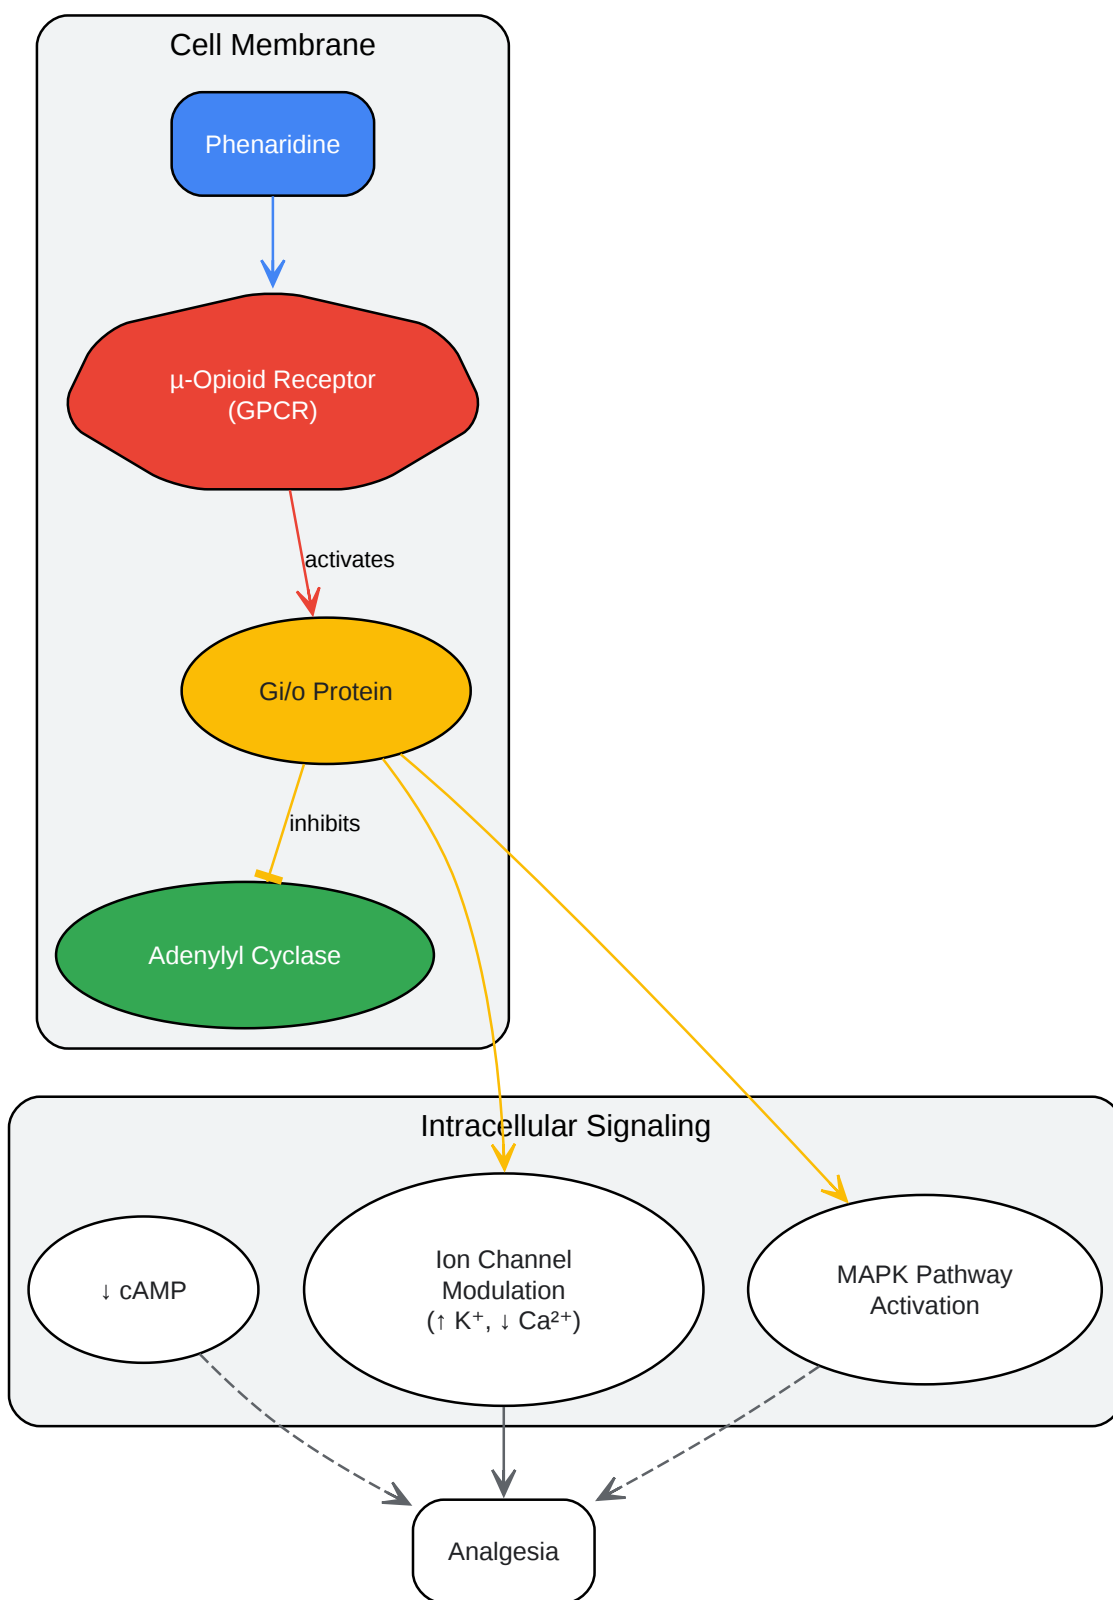 Cell Membrane
Phenaridine
µ-Opioid Receptor
(GPCR)
activates
Gi/o Protein
inhibits
Adenylyl Cyclase
Intracellular Signaling
↓ cAMP
Ion Channel
Modulation
(↑ K⁺, ↓ Ca²⁺)
MAPK Pathway
Activation
Analgesia